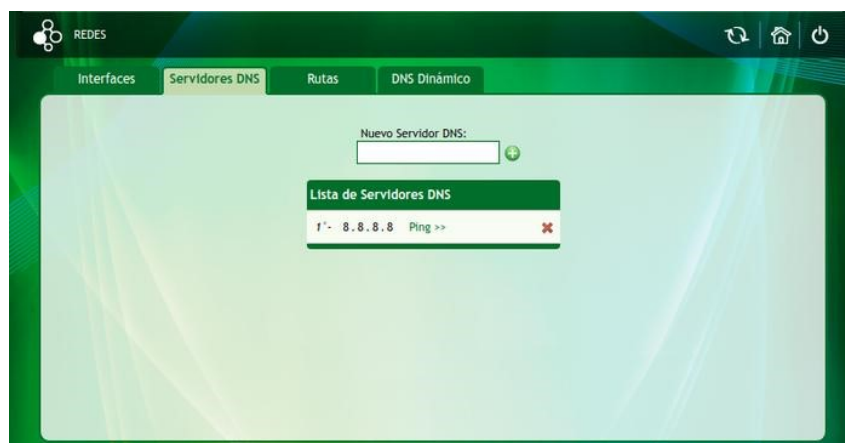 REDES
Interfaces Servidores DNS Rutas DNS Dinámico
Nuevo Servidor DNS:
Lista de Servidores DNS
1°- 8.8.8.8 Ping >>